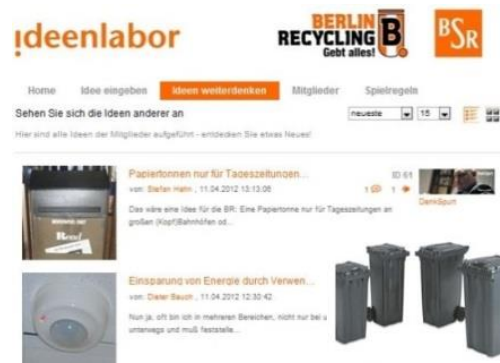 ideenlabor
BERLIN
RECYCLING B
Gebt alles!
BSR
Home Idee eingeben Ideen weiterdenken Mitglieder Spielregeln
Sehen Sie sich die Ideen anderer an
neueste 15
Hier sind alle Ideen der Mitglieder aufgeführt - entdecken Sie etwas Neues!
Papiertonnen nur für Tageszeitungen...
ID 61
von: Stefan Hahn , 11.04.2012 13:13:06
1 1
DenkSpurt
Das wäre eine Idee für die BR: Eine Papiertonne nur für Tageszeitungen an
großen (Kopf)Bahnhöfen od...
Read
Einsparung von Energie durch Verwen...
von: Dieter Bauch , 11.04.2012 12:30:42
Nun ja, oft bin ich in mehreren Bereichen, nicht nur bei u
unterwegs und muß feststelle...